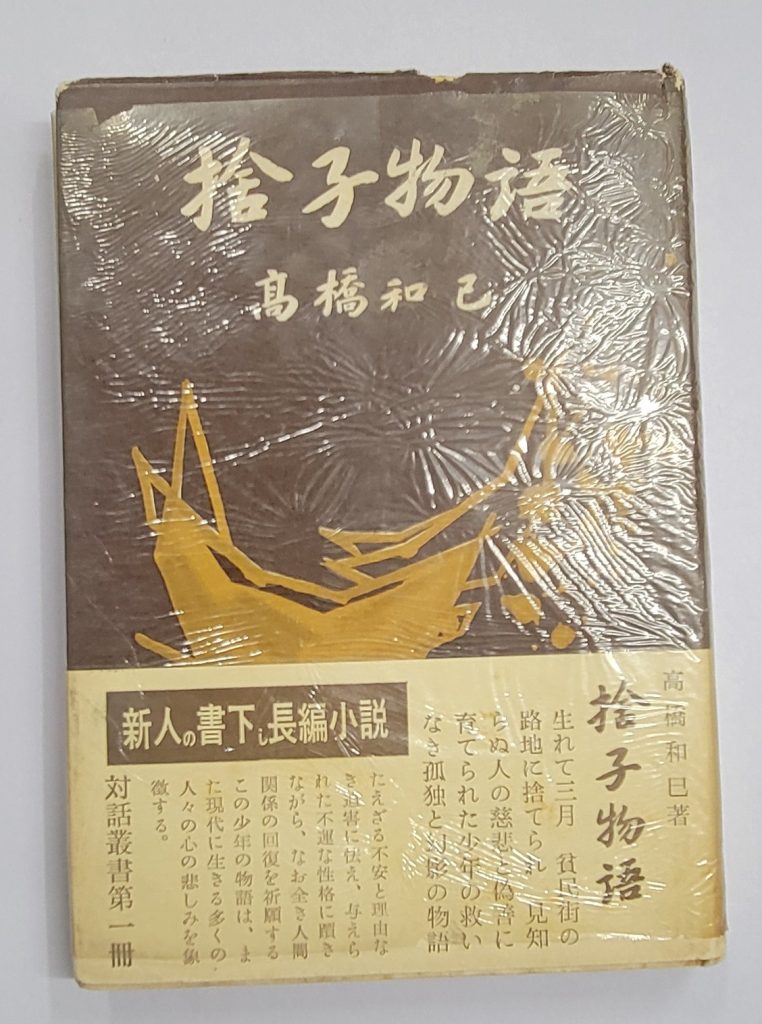 捨子物語
高橋和己
高橋和巳著
捨子物語
生れて三月　貧民街の
路地に捨てられ　見知
らぬ人の慈悲と偽善に
育てられた少年の救い
なき孤独と幻影の物語
新人の書下し長編小説
たえざる不安と理由な
き迫害に怯え、与えら
れた不運な性格に躓き
ながら、なお全き人間
関係の回復を祈願する
この少年の物語は、ま
た現代に生きる多くの
人々の心の悲しみを象
徴する。
対話叢書第一冊